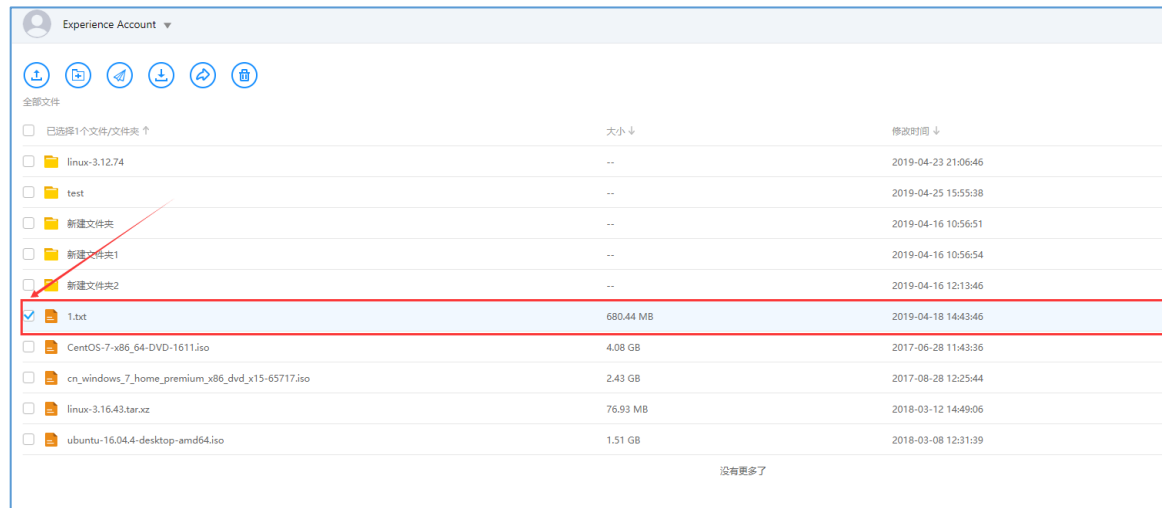 Experience Account
全部文件
已选择1个文件/文件夹 大小 修改时间
linux-3.12.74 -- 2019-04-23 21:06:46
test -- 2019-04-25 15:55:38
新建文件夹 -- 2019-04-16 10:56:51
新建文件夹1 -- 2019-04-16 10:56:54
新建文件夹2 -- 2019-04-16 12:13:46
1.txt 680.44 MB 2019-04-18 14:43:46
CentOS-7-x86_64-DVD-1611.iso 4.08 GB 2017-06-28 11:43:36
cn_windows_7_home_premium_x86_dvd_x15-65717.iso 2.43 GB 2017-08-28 12:25:44
linux-3.16.43.tar.xz 76.93 MB 2018-03-12 14:49:06
ubuntu-16.04.4-desktop-amd64.iso 1.51 GB 2018-03-08 12:31:39
没有更多了